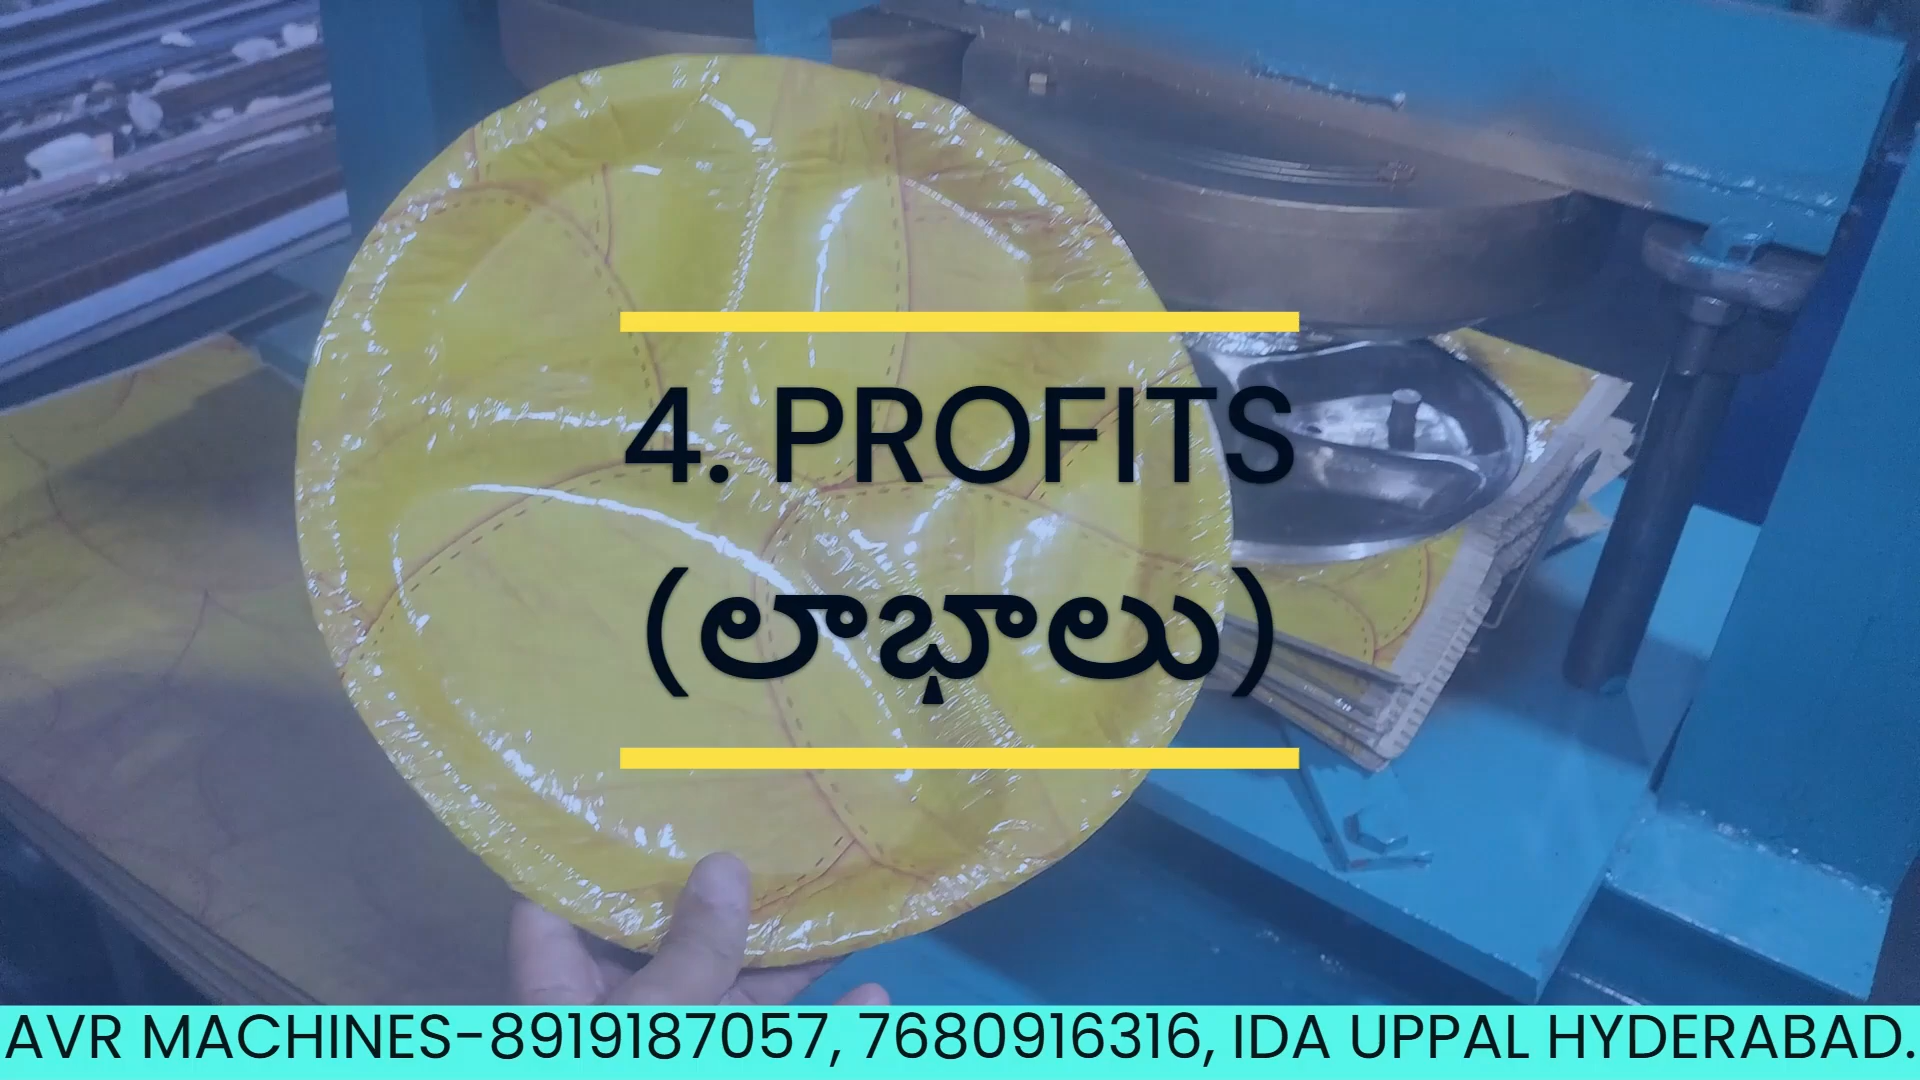 4. PROFITS
(లాభాలు)
AVR MACHINES-8919187057, 7680916316, IDA UPPAL HYDERABAD.